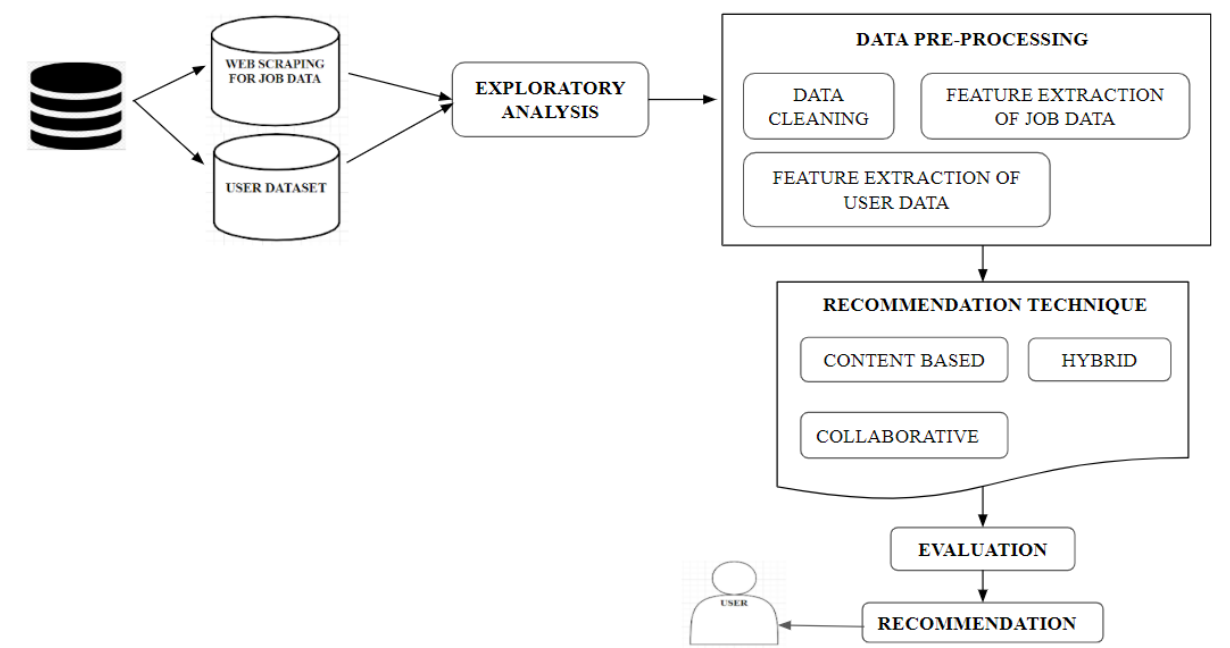 WEB SCRAPING
FOR JOB DATA
USER DATASET
EXPLORATORY
ANALYSIS
DATA PRE-PROCESSING
DATA
CLEANING
FEATURE EXTRACTION
OF JOB DATA
FEATURE EXTRACTION OF
USER DATA
RECOMMENDATION TECHNIQUE
CONTENT BASED
HYBRID
COLLABORATIVE
EVALUATION
RECOMMENDATION
USER